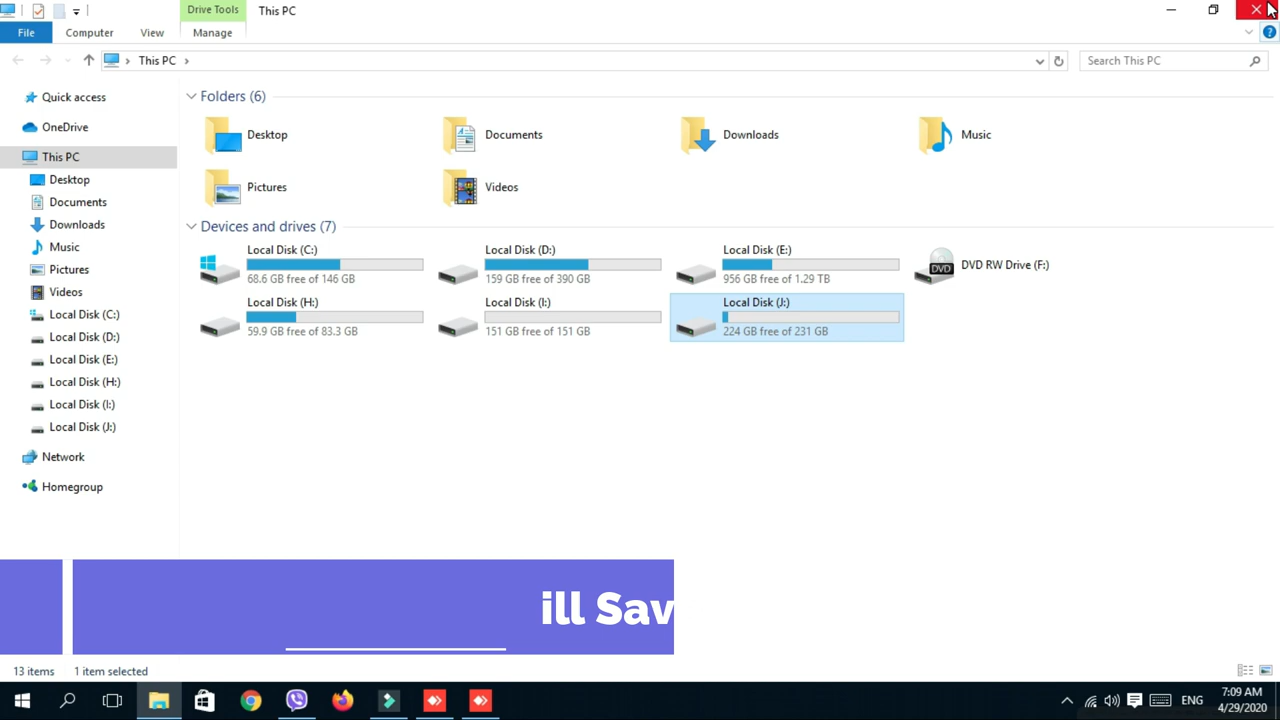 Drive Tools
This PC
File
Computer
View
Manage
This PC
Search This PC
Quick access
OneDrive
This PC
Desktop
Documents
Downloads
Music
Pictures
Videos
Local Disk (C:)
Local Disk (D:)
Local Disk (E:)
Local Disk (H:)
Local Disk (I:)
Local Disk (J:)
Network
Homegroup
Folders (6)
Desktop
Documents
Downloads
Music
Pictures
Videos
Devices and drives (7)
Local Disk (C:)
68.6 GB free of 146 GB
Local Disk (D:)
159 GB free of 390 GB
Local Disk (E:)
956 GB free of 1.29 TB
DVD
DVD RW Drive (F:)
Local Disk (H:)
59.9 GB free of 83.3 GB
Local Disk (I:)
151 GB free of 151 GB
Local Disk (J:)
224 GB free of 231 GB
ill Sav
13 items
1 item selected
ENG
7:09 AM
4/29/2020